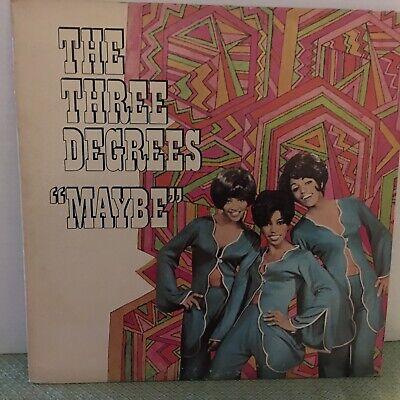 THE
THREE
DEGREES
"MAYBE"